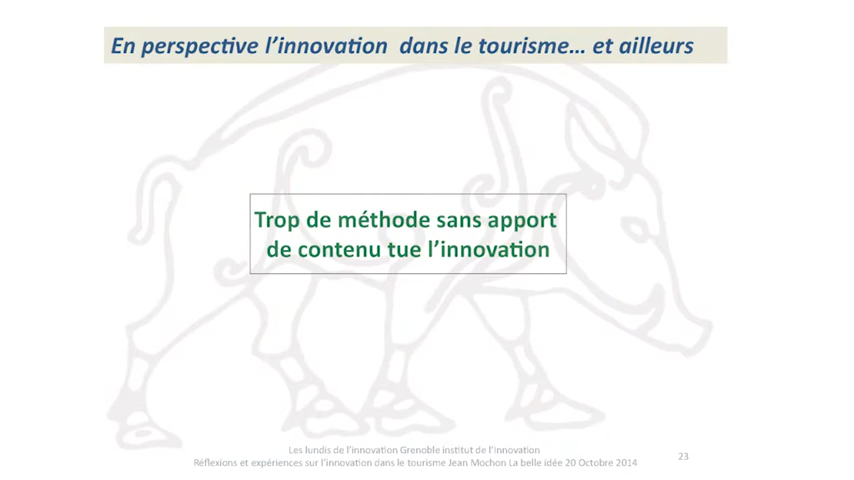 En perspective l’innovation  dans le tourisme… et ailleurs
Trop de méthode sans apport
de contenu tue l’innovation
Les lundis de l’innovation Grenoble institut de l’Innovation
Réflexions et expériences sur l’innovation dans le tourisme Jean Mochon La belle idée 20 Octobre 2014
23